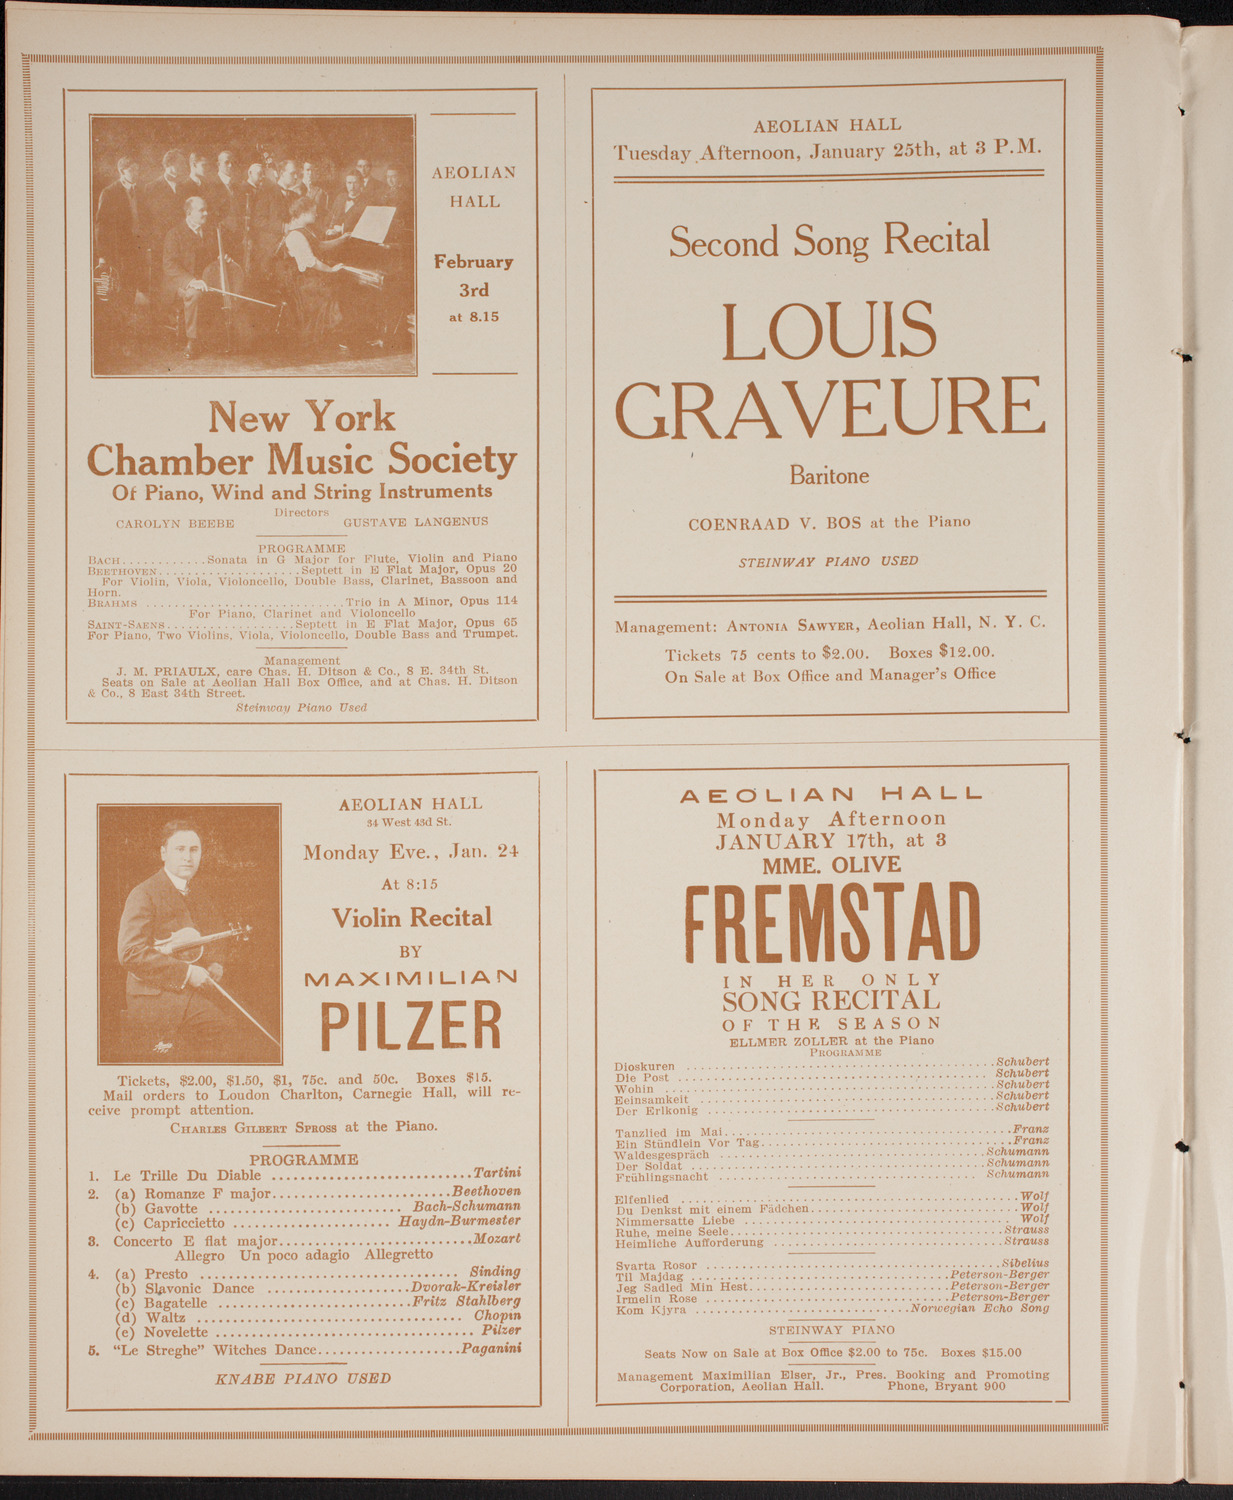 AEOLIAN
HALL
February
3rd
at 8.15
New York
Chamber Music Society
Of Piano, Wind and String Instruments
Directors
CAROLYN BEEBE GUSTAVE LANGENUS
PROGRAMME
BACH............Sonata in G Major for Flute, Violin and Piano
BEETHOVEN....................Septett in E Flat Major, Opus 20
For Violin, Viola, Violoncello, Double Bass, Clarinet, Bassoon and
Horn.
BRAHMS ............................Trio in A Minor, Opus 114
For Piano, Clarinet and Violoncello
SAINT-SAENS..................Septett in E Flat Major, Opus 65
For Piano, Two Violins, Viola, Violoncello, Double Bass and Trumpet.
Management
J. M. PRIAULX, care Chas. H. Ditson & Co., 8 E. 34th St.
Seats on Sale at Aeolian Hall Box Office, and at Chas. H. Ditson
& Co., 8 East 34th Street.
Steinway Piano Used
AEOLIAN HALL
Tuesday Afternoon, January 25th, at 3 P.M.
Second Song Recital
LOUIS
GRAVEURE
Baritone
COENRAAD V. BOS at the Piano
STEINWAY PIANO USED
Management: ANTONIA SAWYER, Aeolian Hall, N. Y. C.
Tickets 75 cents to $2.00. Boxes $12.00.
On Sale at Box Office and Manager's Office
AEOLIAN HALL
34 West 43d St.
Monday Eve., Jan. 24
At 8:15
Violin Recital
BY
MAXIMILIAN
PILZER
Tickets, $2.00, $1.50, $1, 75c. and 50c. Boxes $15.
Mail orders to Loudon Charlton, Carnegie Hall, will re-
ceive prompt attention.
CHARLES GILBERT SPROSS at the Piano.
PROGRAMME
1. Le Trille Du Diable ............................Tartini
2. (a) Romanze F major.........................Beethoven
(b) Gavotte ........................... Bach-Schumann
(c) Capriccietto ...................... Haydn-Burmester
3. Concerto E flat major...........................Mozart
Allegro Un poco adagio Allegretto
4. (a) Presto .................................... Sinding
(b) Slavonic Dance ....................Dvorak-Kreisler
(c) Bagatelle ...........................Fritz Stahlberg
(d) Waltz ..................................... Chopin
(e) Novelette .................................... Pilzer
5. "Le Streghe" Witches Dance....................Paganini
KNABE PIANO USED
AEOLIAN HALL
Monday Afternoon
JANUARY 17th, at 3
MME. OLIVE
FREMSTAD
IN HER ONLY
SONG RECITAL
OF THE SEASON
ELLMER ZOLLER at the Piano
PROGRAMME
Dioskuren ............................................Schubert
Die Post .............................................. Schubert
Wohin ................................................Schubert
Eeinsamkeit ..........................................Schubert
Der Erlkonig .........................................Schubert
Tanzlied im Mai.........................................Franz
Ein Stündlein Vor Tag...................................Franz
Waldesgespräch ......................................Schumann
Der Soldat ..........................................Schumann
Frühlingsnacht ..................................... Schumann
Elfenlied ................................................Wolf
Du Denkst mit einem Fädchen..............................Wolf
Nimmersatte Liebe ....................................... Wolf
Ruhe, meine Seele.....................................Strauss
Heimliche Aufforderung ................................Strauss
Svarta Rosor ..........................................Sibelius
Til Majdag ....................................Peterson-Berger
Jeg Sadled Min Hest............................Peterson-Berger
Irmelin Rose ...................................Peterson-Berger
Kom Kjyra ...............................Norwegian Echo Song
STEINWAY PIANO
Seats Now on Sale at Box Office $2.00 to 75c. Boxes $15.00
Management Maximilian Elser, Jr., Pres. Booking and Promoting
Corporation, Aeolian Hall. Phone, Bryant 900